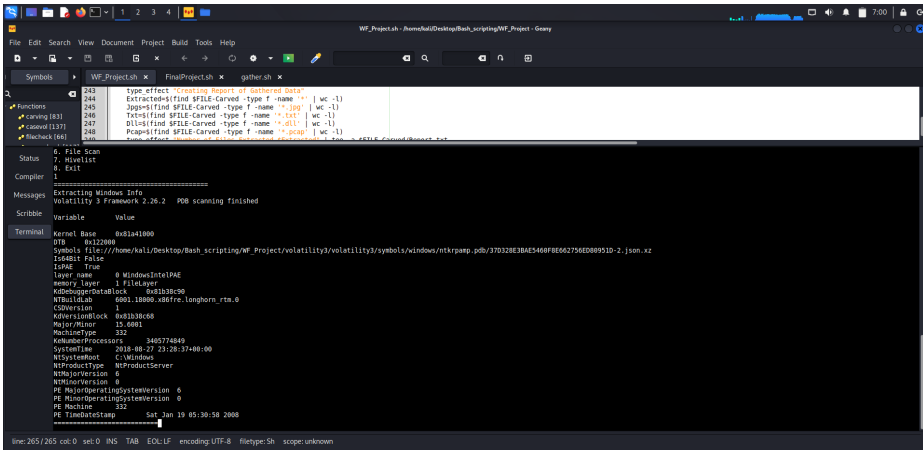 1 2 3 4
7:00
WF_Project.sh - /home/kali/Desktop/Bash_scripting/WF_Project - Geany
File Edit Search View Document Project Build Tools Help
Symbols
WF_Project.sh × FinalProject.sh × gather.sh ×
Functions
carving [83]
casevol [137]
filecheck [66]
243 type_effect "Creating Report of Gathered Data"
244 Extracted=$(find $FILE-Carved -type f -name '*' | wc -l)
245 Jpgs=$(find $FILE-Carved -type f -name '*.jpg' | wc -l)
246 Txt=$(find $FILE-Carved -type f -name '*.txt' | wc -l)
247 Dll=$(find $FILE-Carved -type f -name '*.dll' | wc -l)
248 Pcap=$(find $FILE-Carved -type f -name '*.pcap' | wc -l)
Status
Compiler
Messages
Scribble
Terminal
6. File Scan
7. Hivelist
8. Exit
1
=====================================
Extracting Windows Info
Volatility 3 Framework 2.26.2 PDB scanning finished
Variable Value
Kernel Base 0x81a41000
DTB 0x122000
Symbols file:///home/kali/Desktop/Bash_scripting/WF_Project/volatility3/volatility3/symbols/windows/ntkrpamp.pdb/37D328E3BAE5460F8E662756ED80951D-2.json.xz
Is64Bit False
IsPAE True
layer_name 0 WindowsIntelPAE
memory_layer 1 FileLayer
KdDebuggerDataBlock 0x81b38c90
NTBuildLab 6001.18000.x86fre.longhorn_rtm.0
CSDVersion 1
KdVersionBlock 0x81b38c68
Major/Minor 15.6001
MachineType 332
KeNumberProcessors 3405774849
SystemTime 2018-08-27 23:28:37+00:00
NtSystemRoot C:\Windows
NtProductType NtProductServer
NtMajorVersion 6
NtMinorVersion 0
PE MajorOperatingSystemVersion 6
PE MinorOperatingSystemVersion 0
PE Machine 332
PE TimeDateStamp Sat Jan 19 05:30:58 2008
=========================
line: 265 / 265 col: 0 sel: 0 INS TAB EOL: LF encoding: UTF-8 filetype: Sh scope: unknown